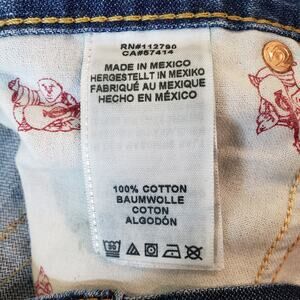 RN#112790
CA#57414
MADE IN MEXICO
HERGESTELLT IN MEXIKO
FABRIQUÉ AU MEXIQUE
HECHO EN MÉXICO
100% COTTON
BAUMWOLLE
COTON
ALGODÓN